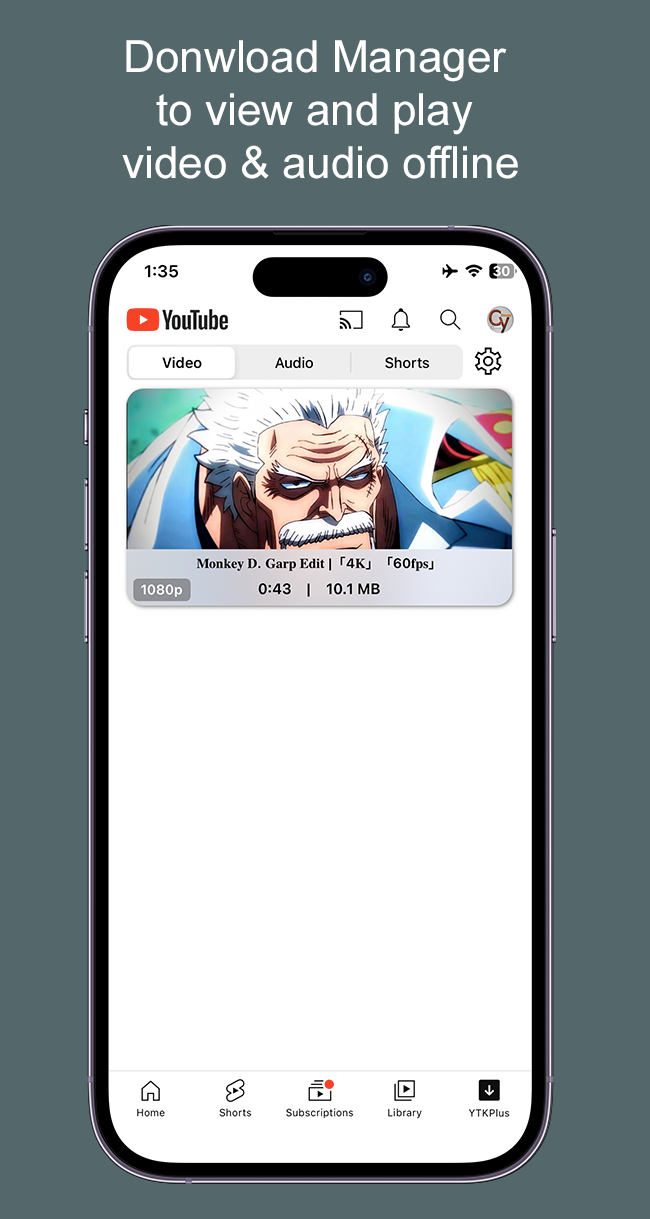 Donwload Manager
to view and play
video & audio offline
1:35
30
YouTube
Cy
Video
Audio
Shorts
Monkey D. Garp Edit |「4K」「60fps」
1080p
0:43 | 10.1 MB
Home
Shorts
Subscriptions
Library
YTKPlus